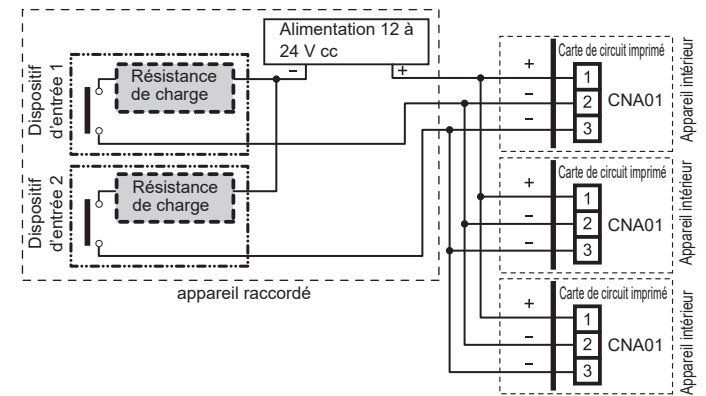 Alimentation 12 à
24 V cc
−
+
Dispositif
d'entrée 1
Résistance
de charge
Dispositif
d'entrée 2
Résistance
de charge
appareil raccordé
Carte de circuit imprimé
+
−
−
1
2
3
CNA01
Appareil intérieur
Carte de circuit imprimé
+
−
−
1
2
3
CNA01
Appareil intérieur
Carte de circuit imprimé
+
−
−
1
2
3
CNA01
Appareil intérieur